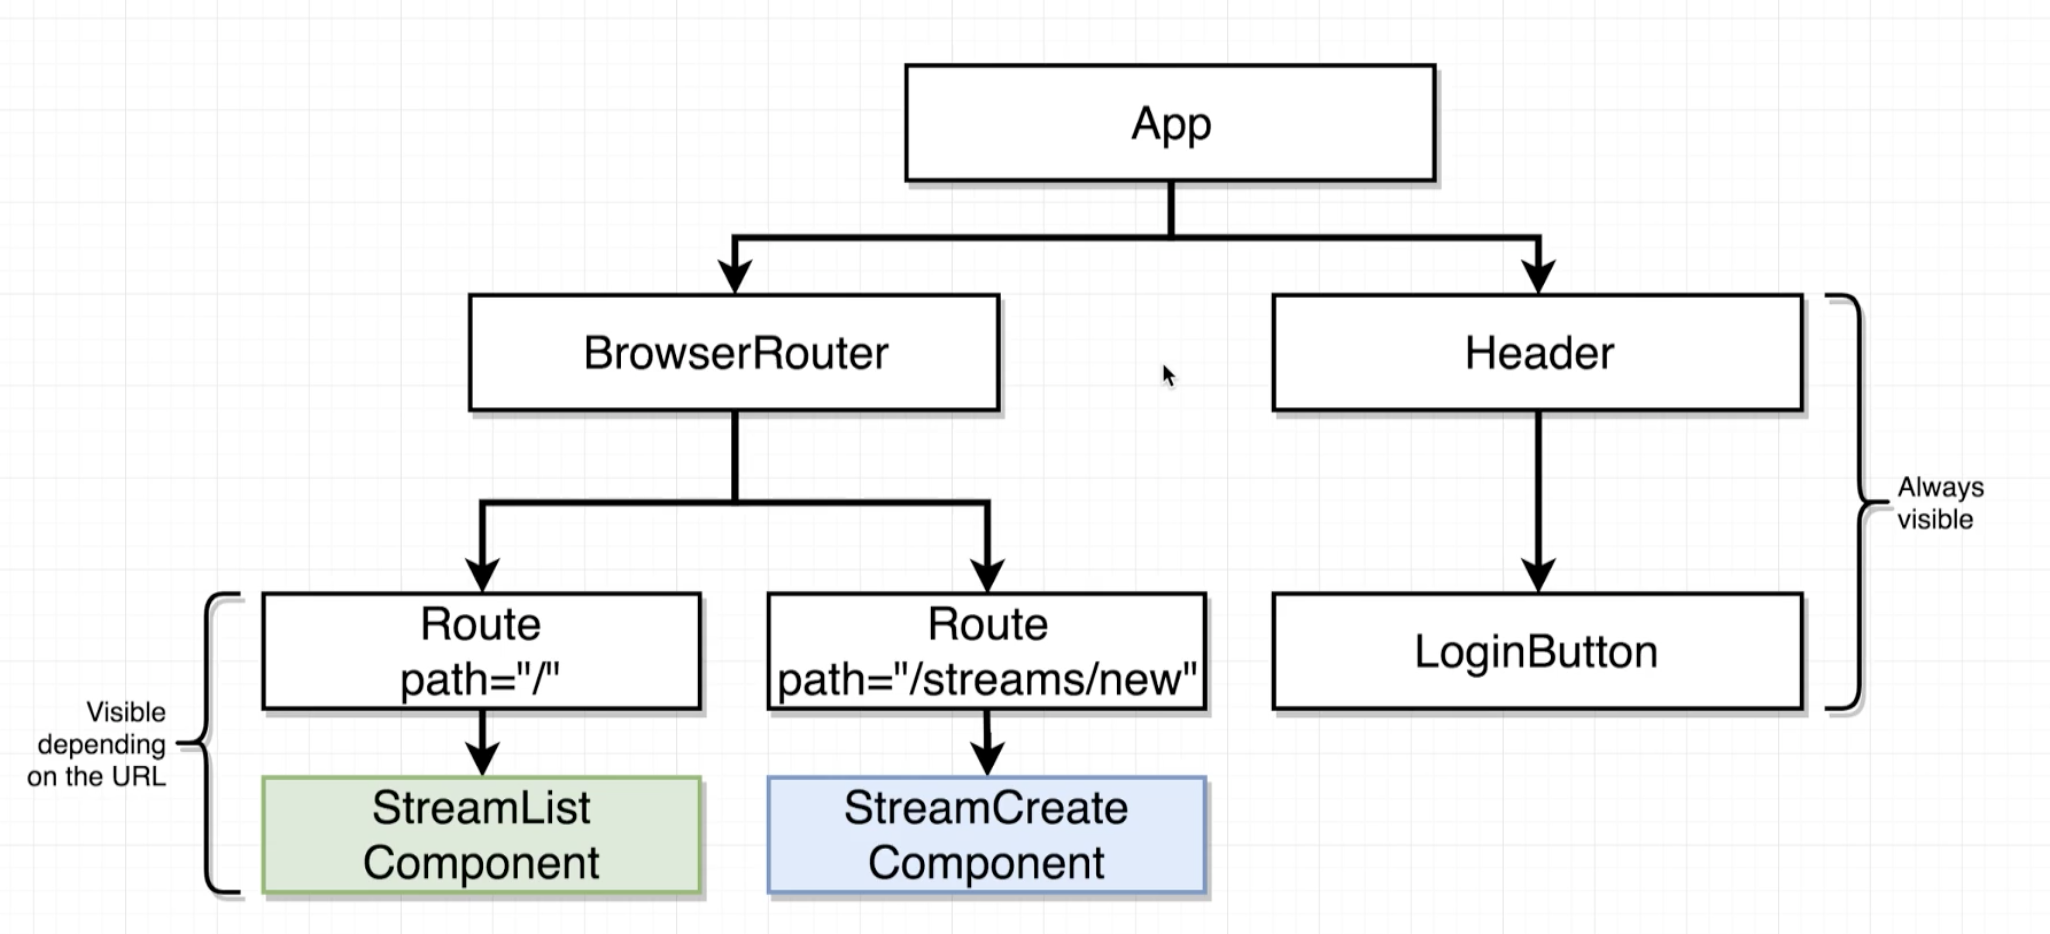 App
BrowserRouter
Header
Always
visible
Route
path="/"
Route
path="/streams/new"
LoginButton
Visible
depending
on the URL
StreamList
Component
StreamCreate
Component